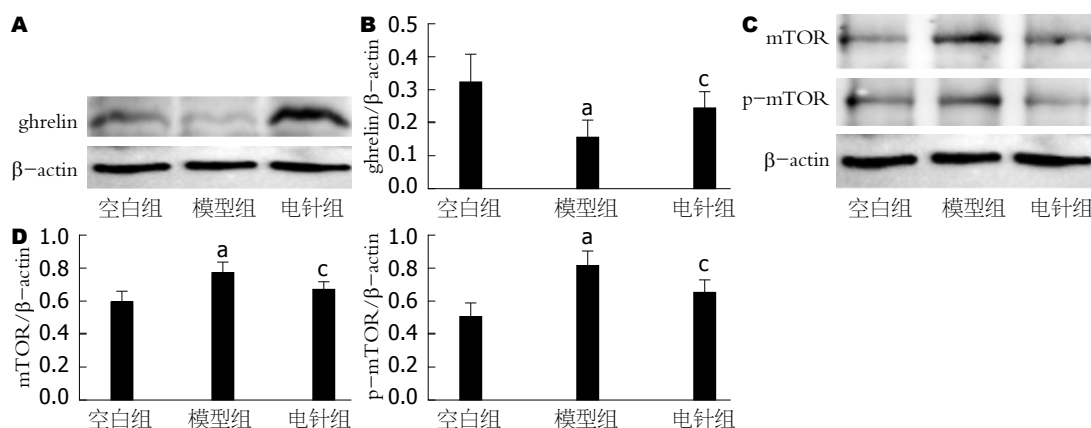 A
ghrelin
β-actin
空白组 模型组 电针组
B
ghrelin/β-actin
0.5
0.4
0.3
0.2
0.1
0.0
a
c
空白组 模型组 电针组
C
mTOR
p-mTOR
β-actin
空白组 模型组 电针组
D
mTOR/β-actin
1.0
0.8
0.6
0.4
0.2
0.0
a
c
空白组 模型组 电针组
p-mTOR/β-actin
1.0
0.8
0.6
0.4
0.2
0.0
a
c
空白组 模型组 电针组